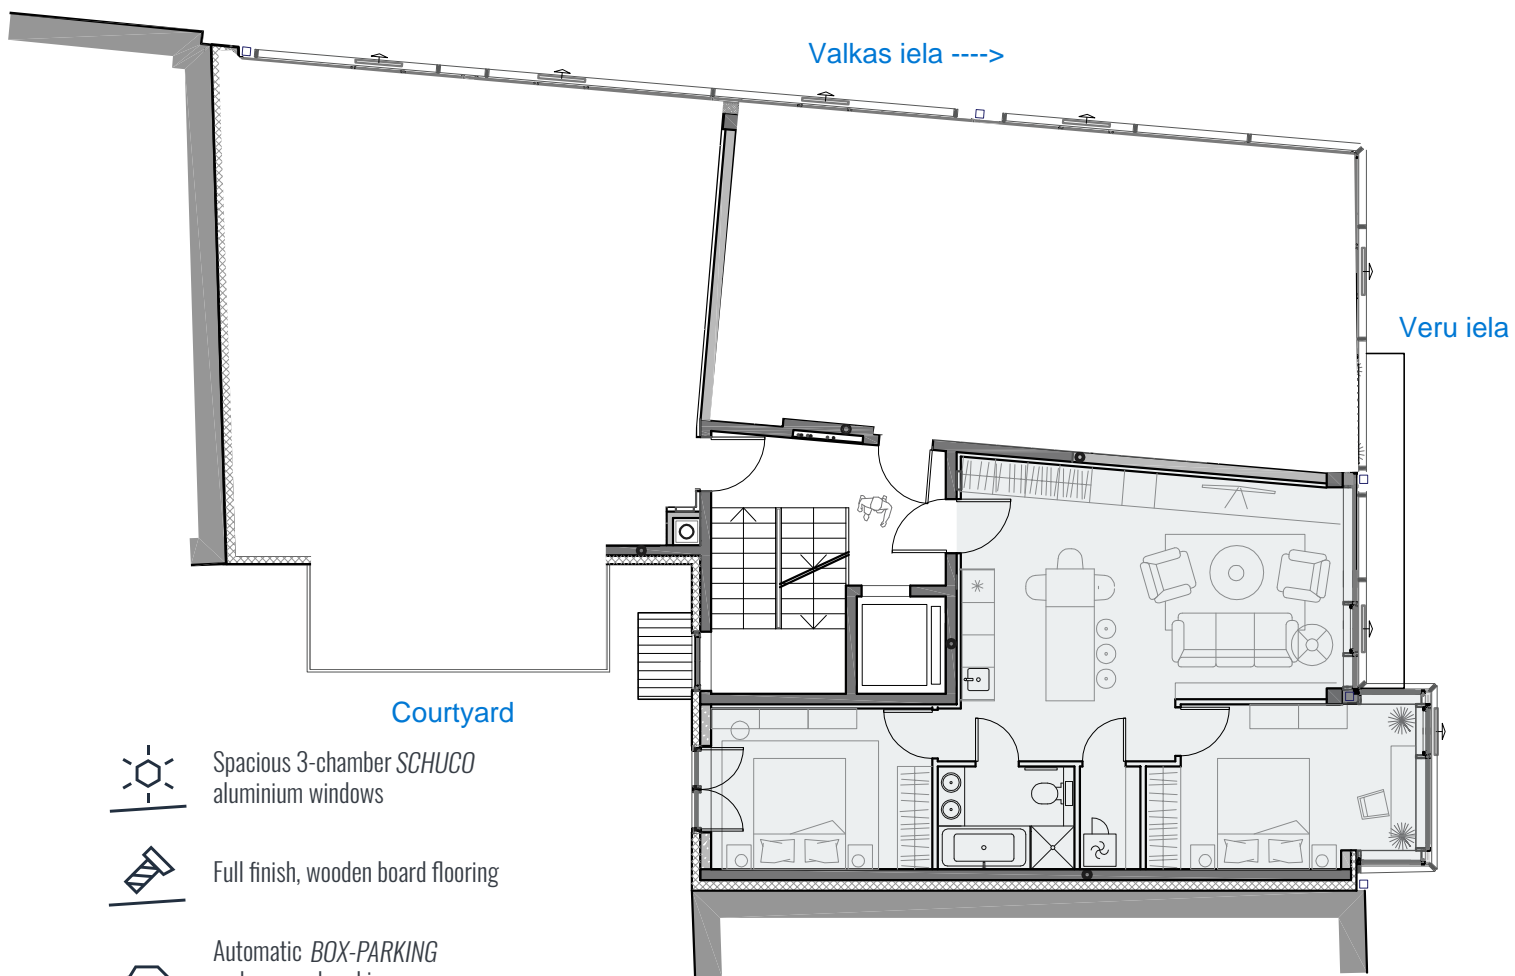 Valkas iela ---->
Veru iela
Courtyard
Spacious 3-chamber SCHUCO
aluminium windows
Full finish, wooden board flooring
Automatic BOX-PARKING